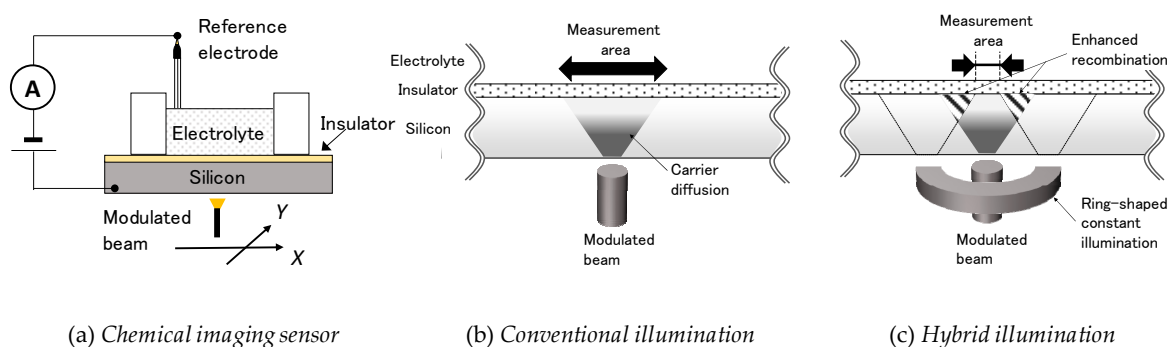 Reference
electrode
A
Electrolyte
Insulator
Silicon
Modulated
beam
Y
X
(a) Chemical imaging sensor
Measurement
area
Electrolyte
Insulator
Silicon
Carrier
diffusion
Modulated
beam
(b) Conventional illumination
Measurement
area
Enhanced
recombination
Ring-shaped
constant
illumination
Modulated
beam
(c) Hybrid illumination